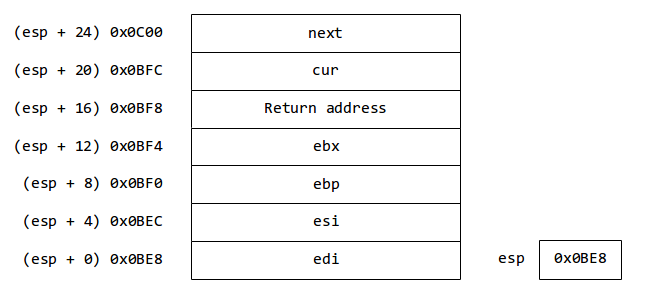 (esp + 24) 0x0C00 next
(esp + 20) 0x0BFC cur
(esp + 16) 0x0BF8 Return address
(esp + 12) 0x0BF4 ebx
(esp + 8) 0x0BF0 ebp
(esp + 4) 0x0BEC esi
(esp + 0) 0x0BE8 edi esp 0x0BE8